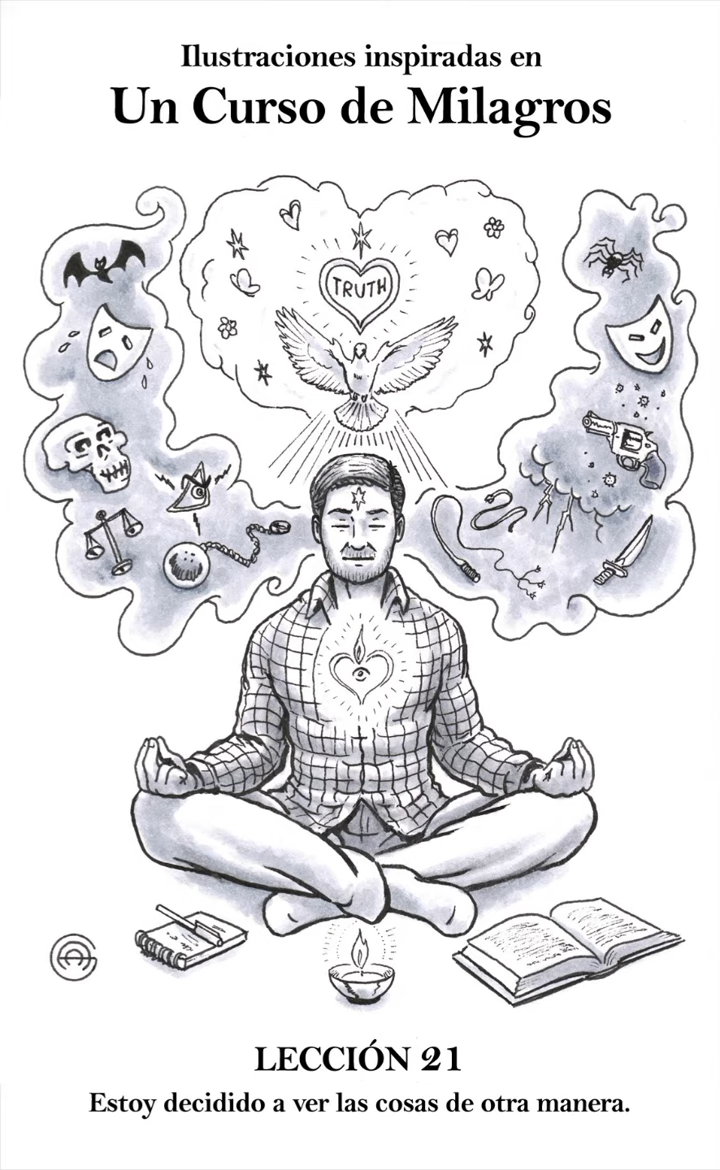 Ilustraciones inspiradas en
Un Curso de Milagros
TRUTH
LECCIÓN 21
Estoy decidido a ver las cosas de otra manera.